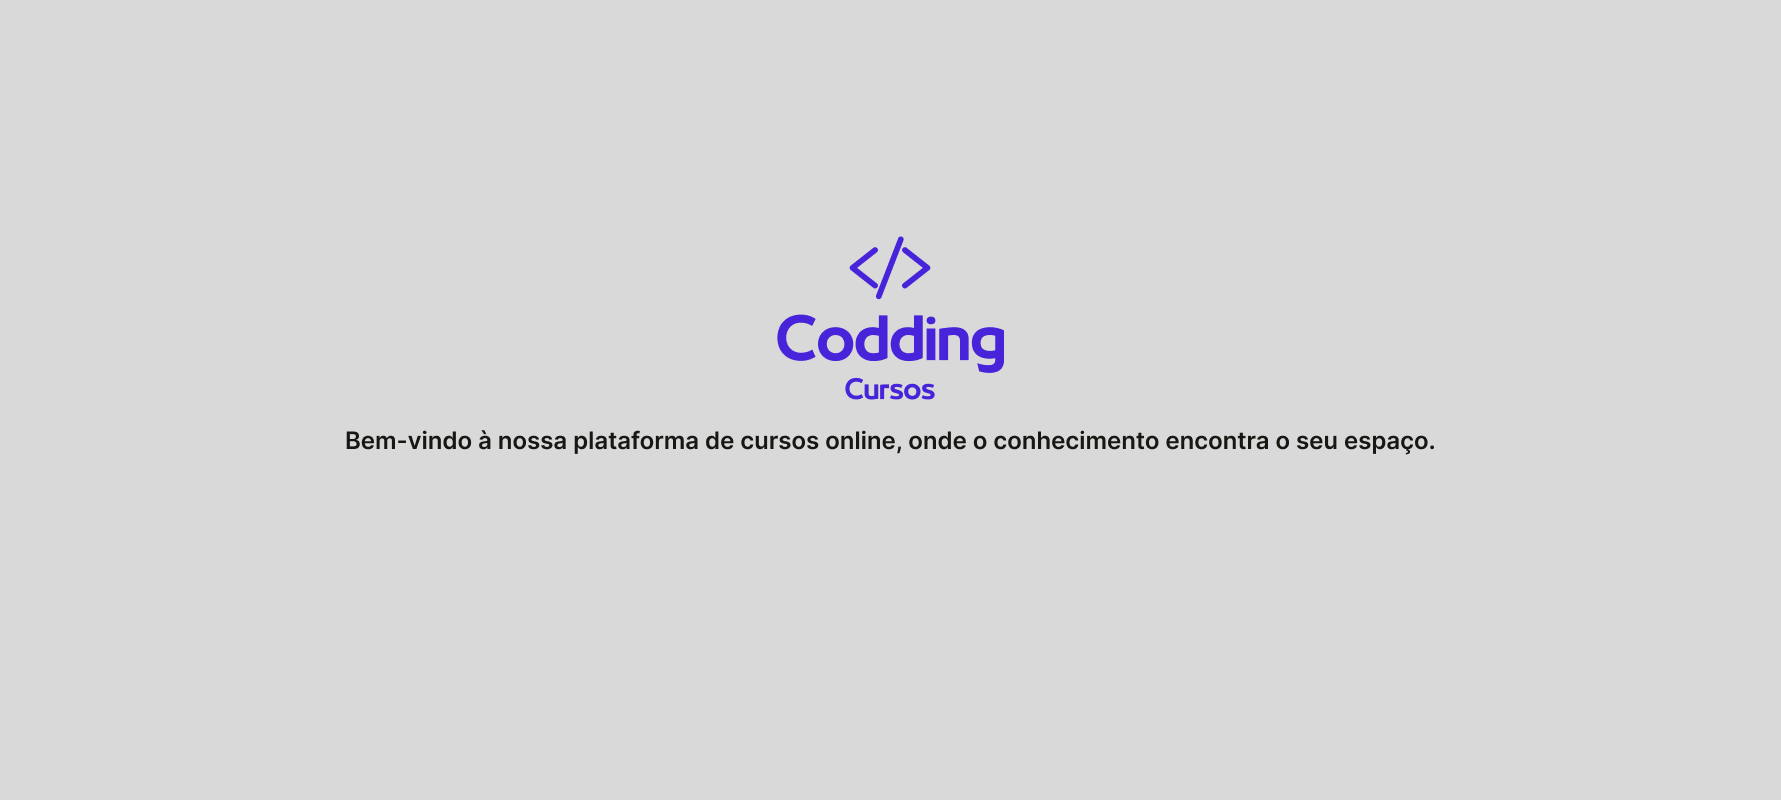 </>
Codding
Cursos
Bem-vindo à nossa plataforma de cursos online, onde o conhecimento encontra o seu espaço.